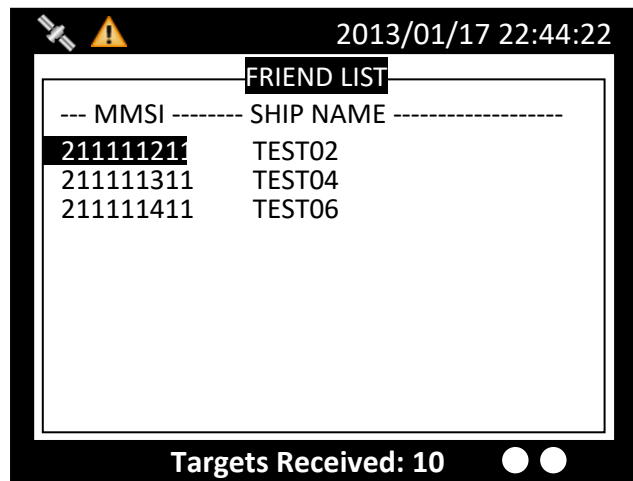 2013/01/17 22:44:22
FRIEND LIST
--- MMSI -------- SHIP NAME -------------------
211111211 TEST02
211111311 TEST04
211111411 TEST06
Targets Received: 10